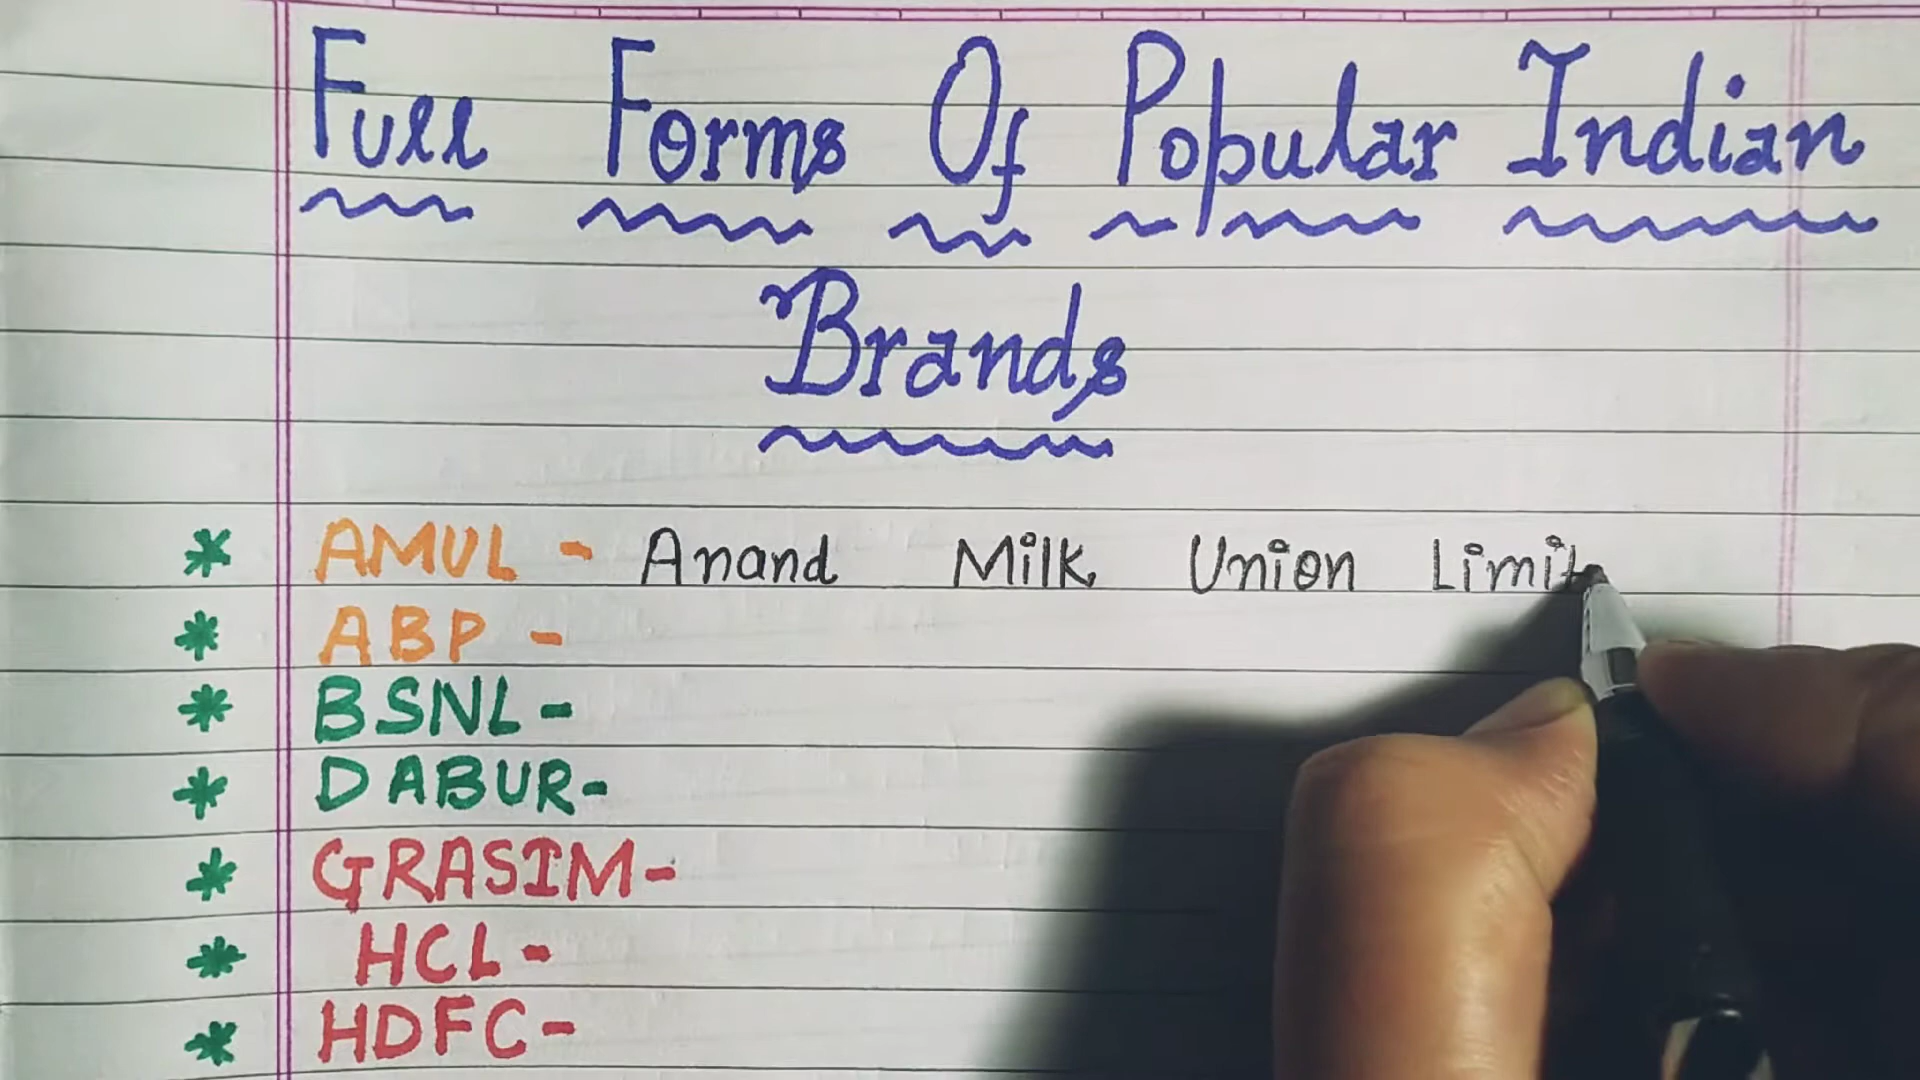 Full Forms Of Popular Indian
Brands
* AMUL - Anand Milk Union Limit
* ABP -
* BSNL -
* DABUR-
* GRASIM-
* HCL -
* HDFC-